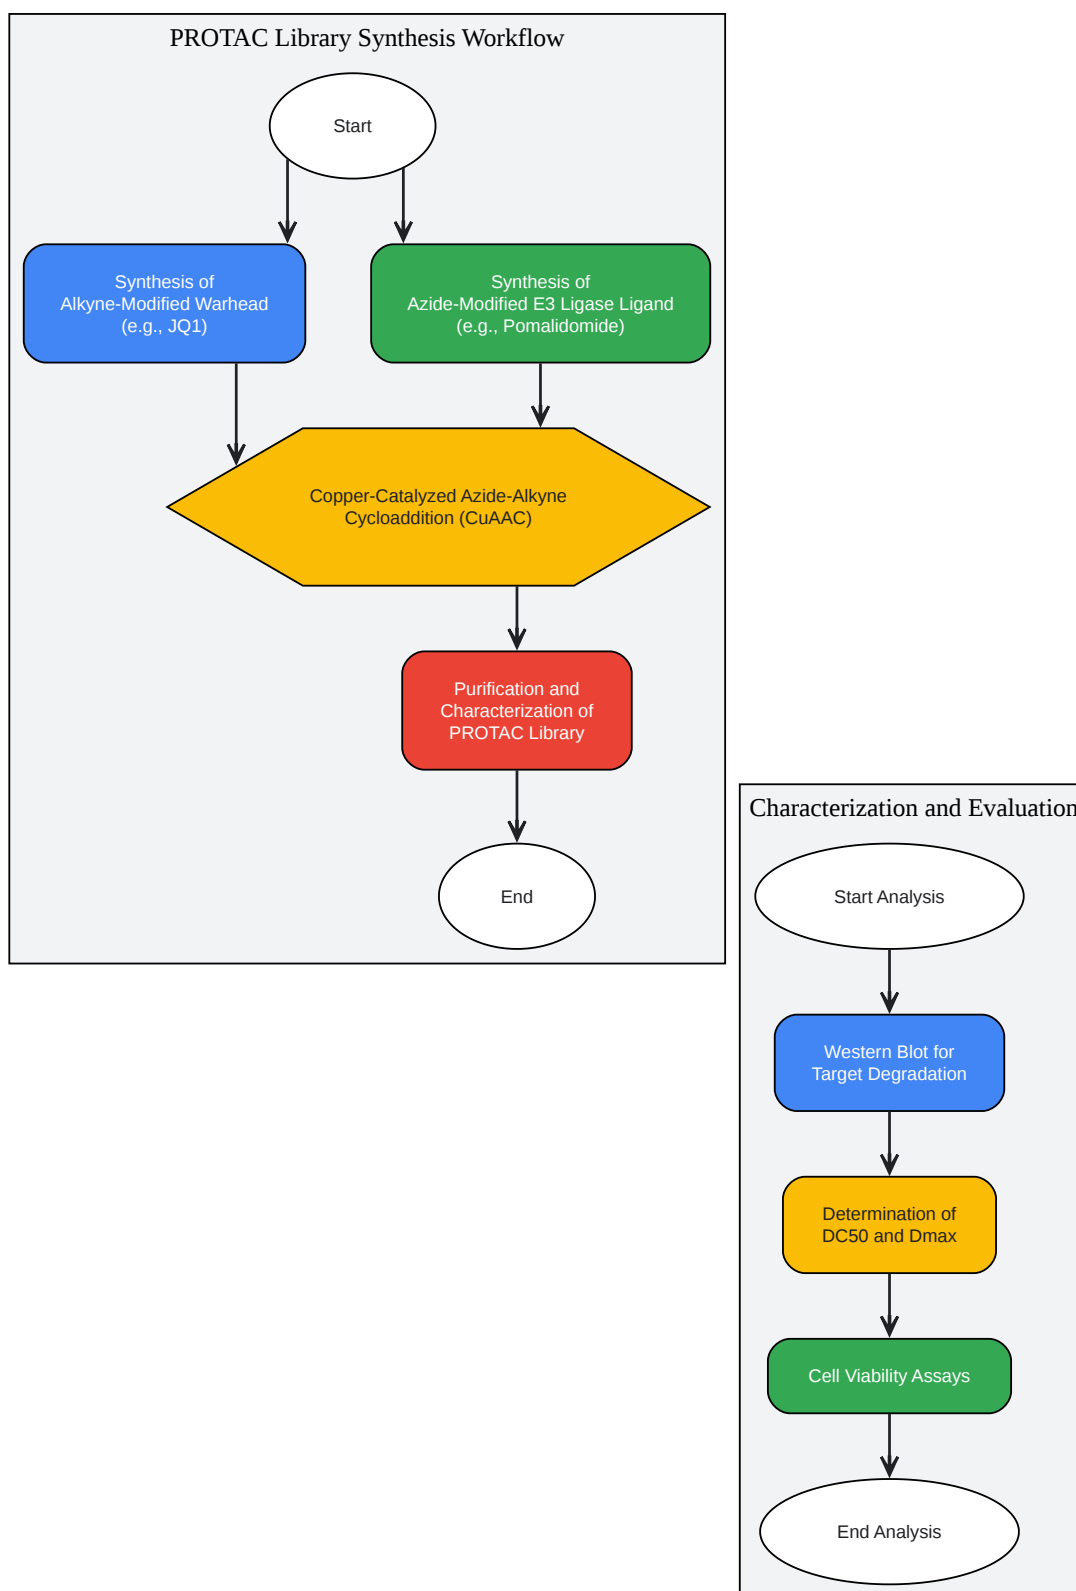 PROTAC Library Synthesis Workflow
Start
Synthesis of
Alkyne-Modified Warhead
(e.g., JQ1)
Synthesis of
Azide-Modified E3 Ligase Ligand
(e.g., Pomalidomide)
Copper-Catalyzed Azide-Alkyne
Cycloaddition (CuAAC)
Purification and
Characterization of
PROTAC Library
End
Characterization and Evaluation
Start Analysis
Western Blot for
Target Degradation
Determination of
DC50 and Dmax
Cell Viability Assays
End Analysis